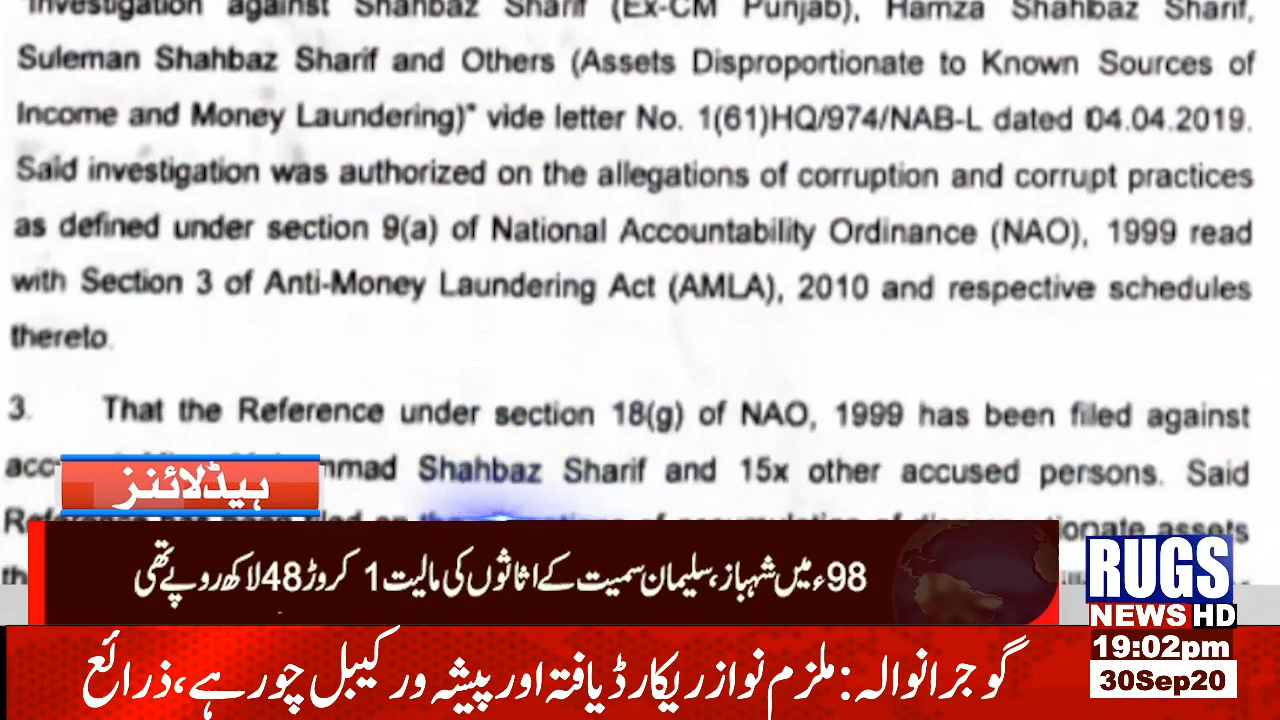 "Investigation against Shahbaz Sharif (Ex-CM Punjab), Hamza Shahbaz Sharif,
Suleman Shahbaz Sharif and Others (Assets Disproportionate to Known Sources of
Income and Money Laundering)" vide letter No. 1(61)HQ/974/NAB-L dated 04.04.2019.
Said investigation was authorized on the allegations of corruption and corrupt practices
as defined under section 9(a) of National Accountability Ordinance (NAO), 1999 read
with Section 3 of Anti-Money Laundering Act (AMLA), 2010 and respective schedules
thereto.
3. That the Reference under section 18(g) of NAO, 1999 has been filed against
Shahbaz Sharif and 15x other accused persons. Said
assets
ہیڈلائنز
98ء میں شہباز، سلیمان سمیت کے اثاثوں کی مالیت 1 کروڑ 48 لاکھ روپے تھی
RUGS
NEWS HD
19:02pm
30Sep20
گوجرانوالہ: ملزم نواز ریکارڈ یافتہ اور پیشہ ور کیبل چور ہے، ذرائع